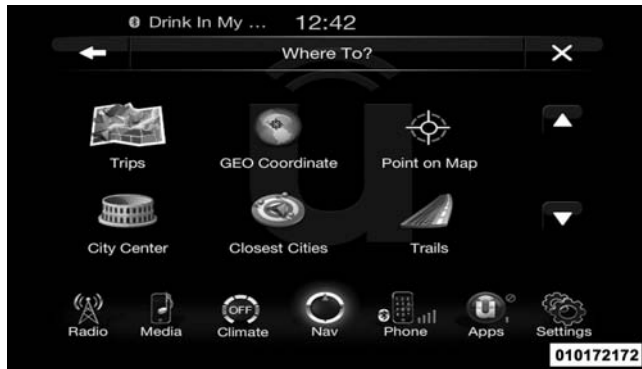 Drink In My ... 12:42
Where To?
Trips GEO Coordinate Point on Map
City Center Closest Cities Trails
OFF
Radio Media Climate Nav Phone Apps Settings
010172172